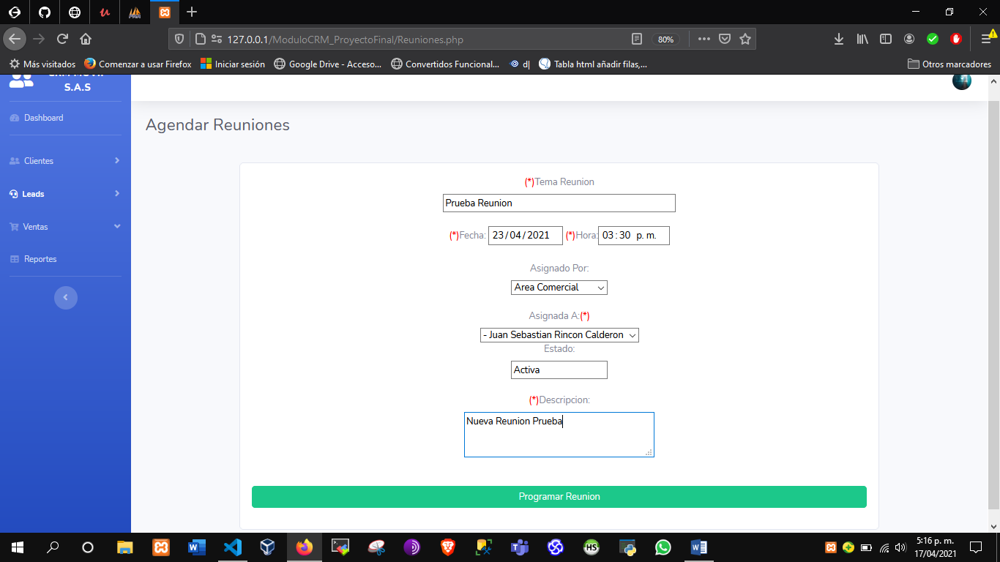 127.0.0.1/ModuloCRM_ProyectoFinal/Reuniones.php
80%
Más visitados
Comenzar a usar Firefox
Iniciar sesión
Google Drive - Acceso...
Convertidos Funcional...
d|
Tabla html añadir filas,...
Otros marcadores
S.A.S
Dashboard
Clientes
Leads
Ventas
Reportes
Agendar Reuniones
(*)Tema Reunion
Prueba Reunion
(*)Fecha: 23/04/2021 (*)Hora: 03:30 p. m.
Asignado Por:
Area Comercial
Asignada A:(*)
- Juan Sebastian Rincon Calderon
Estado:
Activa
(*)Descripcion:
Nueva Reunion Prueba
Programar Reunion
5:16 p. m.
17/04/2021